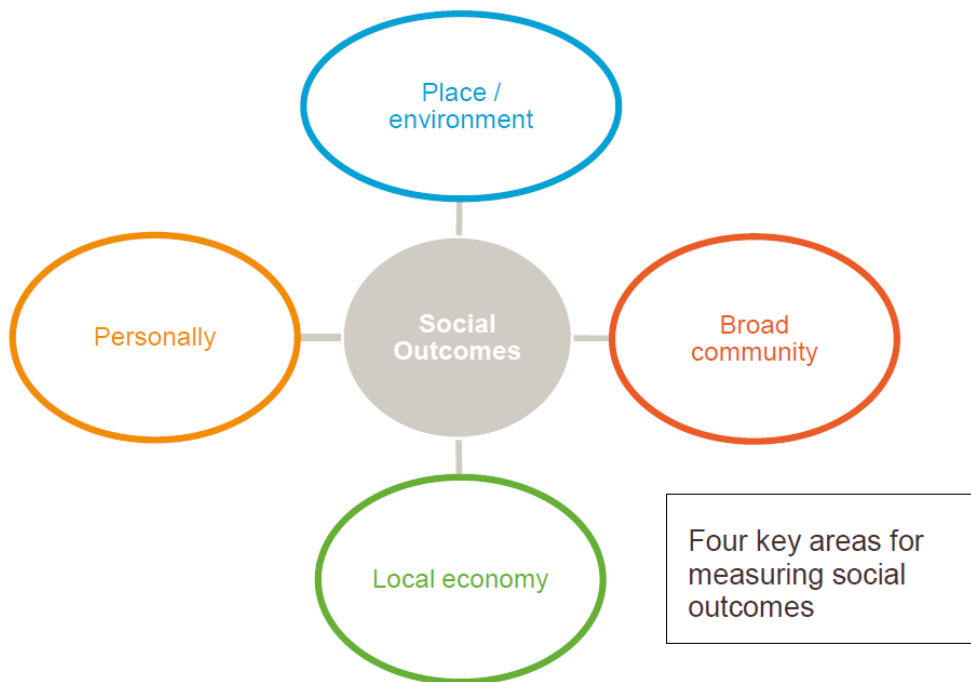 Place /
environment
Personally
Social
Outcomes
Broad
community
Local economy
Four key areas for
measuring social
outcomes